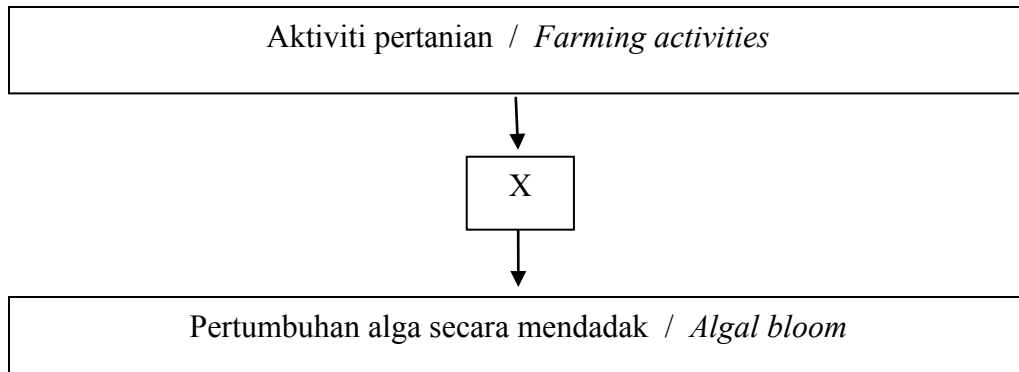 Aktiviti pertanian / Farming activities
X
Pertumbuhan alga secara mendadak / Algal bloom